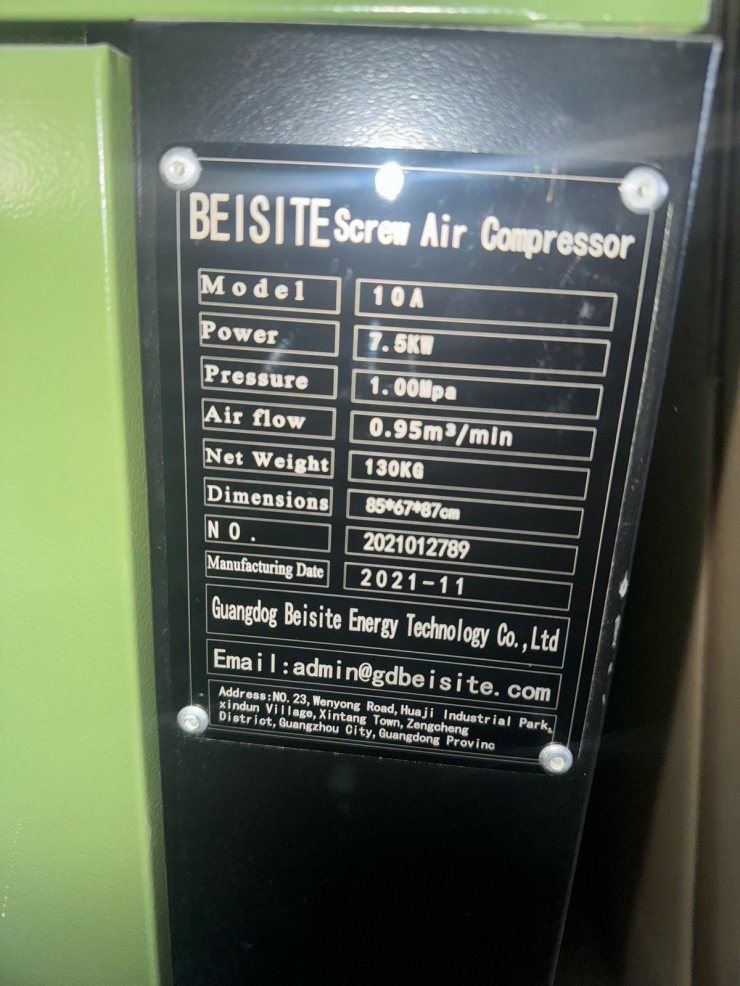 BEISITE Screw Air Compressor
Model 10A
Power 7.5KW
Pressure 1.00Mpa
Air flow 0.95m³/min
Net Weight 130KG
Dimensions 85*67*87cm
NO. 2021012789
Manufacturing Date 2021-11
Guangdog Beisite Energy Technology Co.,Ltd
Email:admin@gdbeisite.com
Address:NO.23,Wenyong Road,Huaji Industrial Park,
xindun Village,Xintang Town,Zengcheng
District,Guangzhou City,Guangdong Provinc